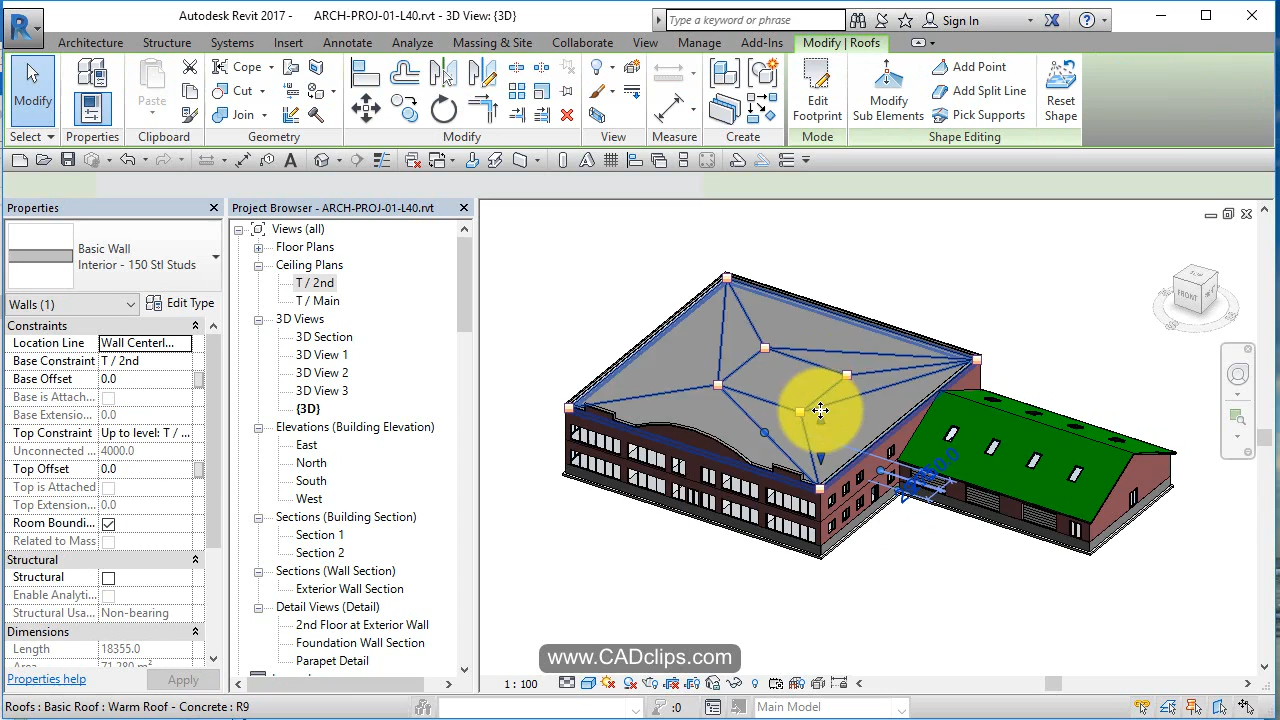 Autodesk Revit 2017 - ARCH-PROJ-01-L40.rvt - 3D View: {3D}
Type a keyword or phrase
Sign In
Architecture Structure Systems Insert Annotate Analyze Massing & Site Collaborate View Manage Add-Ins Modify | Roofs
Modify
Select
Properties
Paste
Clipboard
Cope
Cut
Join
Geometry
Modify
View
Measure
Create
Edit
Footprint
Mode
Modify
Sub Elements
Add Point
Add Split Line
Pick Supports
Shape Editing
Reset
Shape
Properties
Basic Wall
Interior - 150 Stl Studs
Walls (1)
Edit Type
Constraints
Location Line Wall Centerl...
Base Constraint T / 2nd
Base Offset 0.0
Base is Attach...
Base Extension...
Top Constraint Up to level: T / ...
Unconnected ... 4000.0
Top Offset 0.0
Top is Attached
Top Extension... 0.0
Room Boundi...
Related to Mass
Structural
Structural
Enable Analyti...
Structural Usa... Non-bearing
Dimensions
Length 18355.0
Area 71.280 m²
Properties help
Apply
Project Browser - ARCH-PROJ-01-L40.rvt
Views (all)
Floor Plans
Ceiling Plans
T / 2nd
T / Main
3D Views
3D Section
3D View 1
3D View 2
3D View 3
{3D}
Elevations (Building Elevation)
East
North
South
West
Sections (Building Section)
Section 1
Section 2
Sections (Wall Section)
Exterior Wall Section
Detail Views (Detail)
2nd Floor at Exterior Wall
Foundation Wall Section
Parapet Detail
FRONT
www.CADclips.com
1 : 100
Roofs : Basic Roof : Warm Roof - Concrete : R9
:0
Main Model